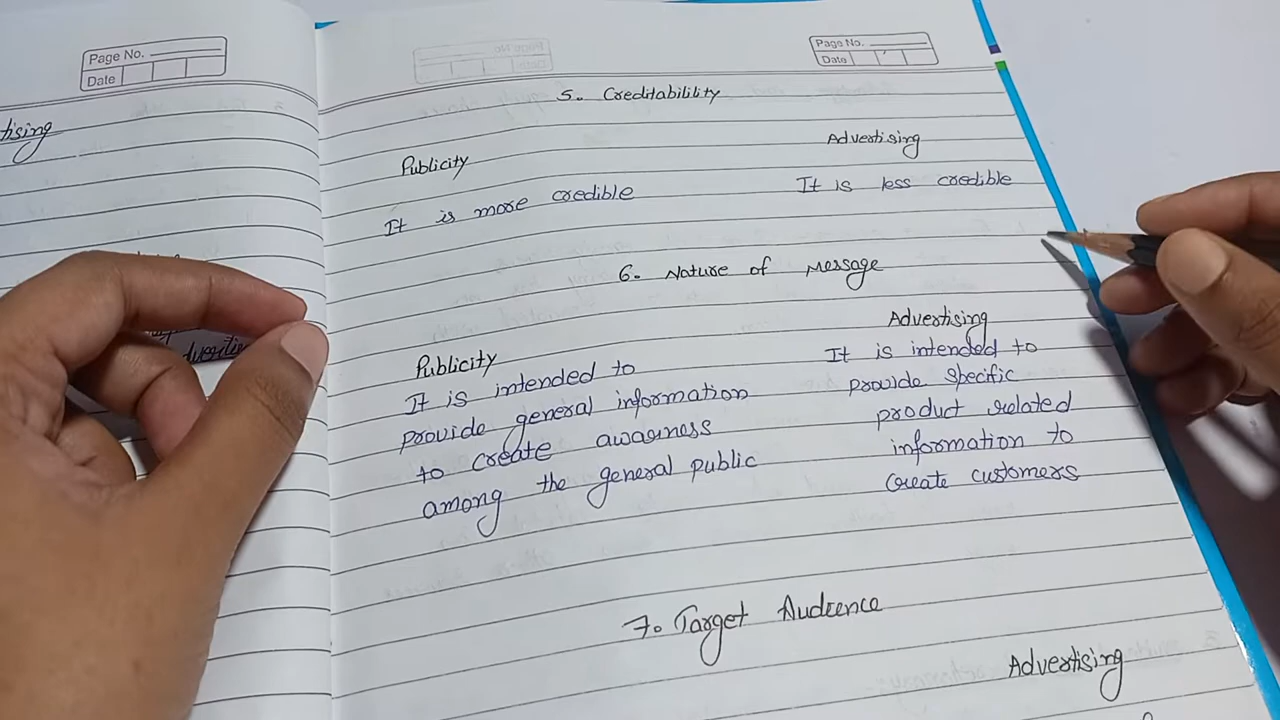 Page No.
Date
tising
Page No.
Date
5. Creditabilility
Publicity
Advertising
It is more credible
It is less credible
6. Nature of Message
Publicity
It is intended to
provide general information
to create awarness
among the general public
Advertising
It is intended to
provide specific
product related
information to
create customers
7. Target Audience
Advertising